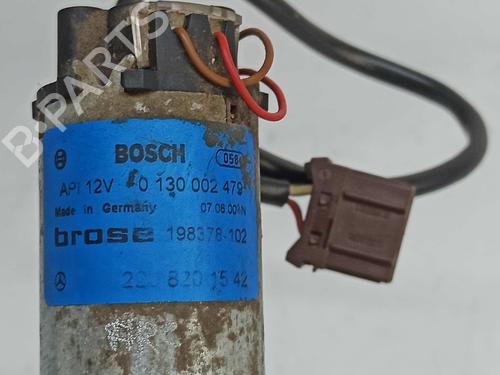 BOSCH
058
API 12V 0 130 002 479
Made in Germany 07.06.00
brose 198378-102
820 15 42
B-PARTS